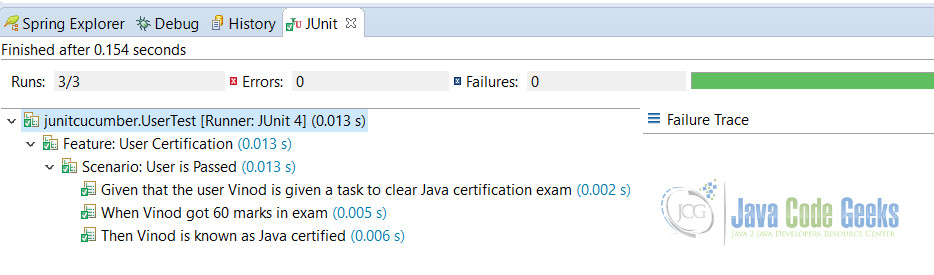 Spring Explorer Debug History JUnit
Finished after 0.154 seconds
Runs: 3/3 Errors: 0 Failures: 0
junitcucumber.UserTest [Runner: JUnit 4] (0.013 s)
Failure Trace
Feature: User Certification (0.013 s)
Scenario: User is Passed (0.013 s)
Given that the user Vinod is given a task to clear Java certification exam (0.002 s)
When Vinod got 60 marks in exam (0.005 s)
Then Vinod is known as Java certified (0.006 s)
JCG Java Code Geeks
JAVA 2 JAVA DEVELOPERS RESOURCE CENTER